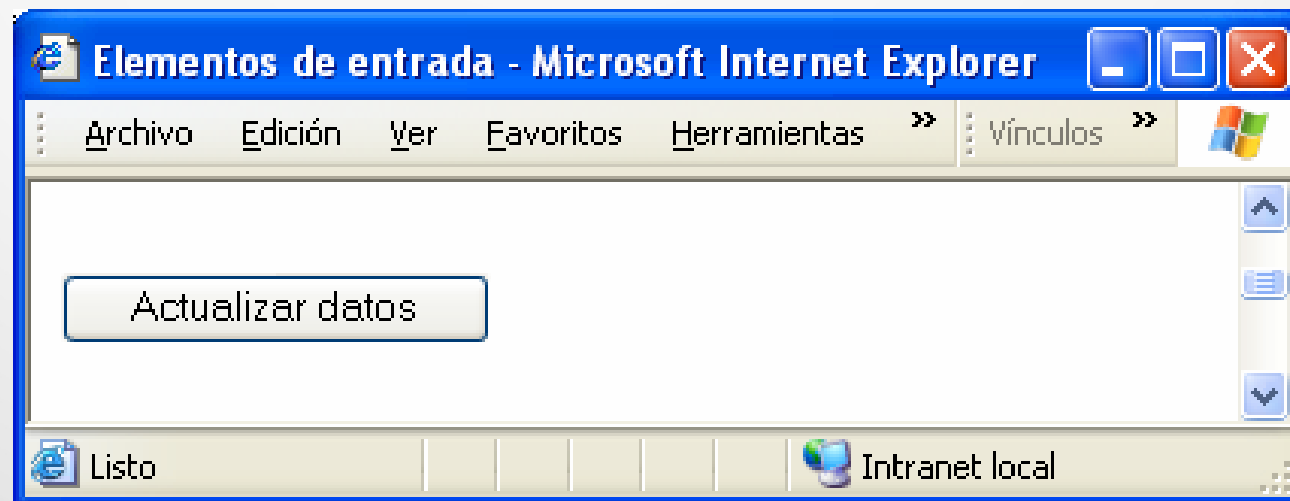 Elementos de entrada - Microsoft Internet Explorer
Archivo Edición Ver Favoritos Herramientas » Vínculos »
Actualizar datos
Listo Intranet local